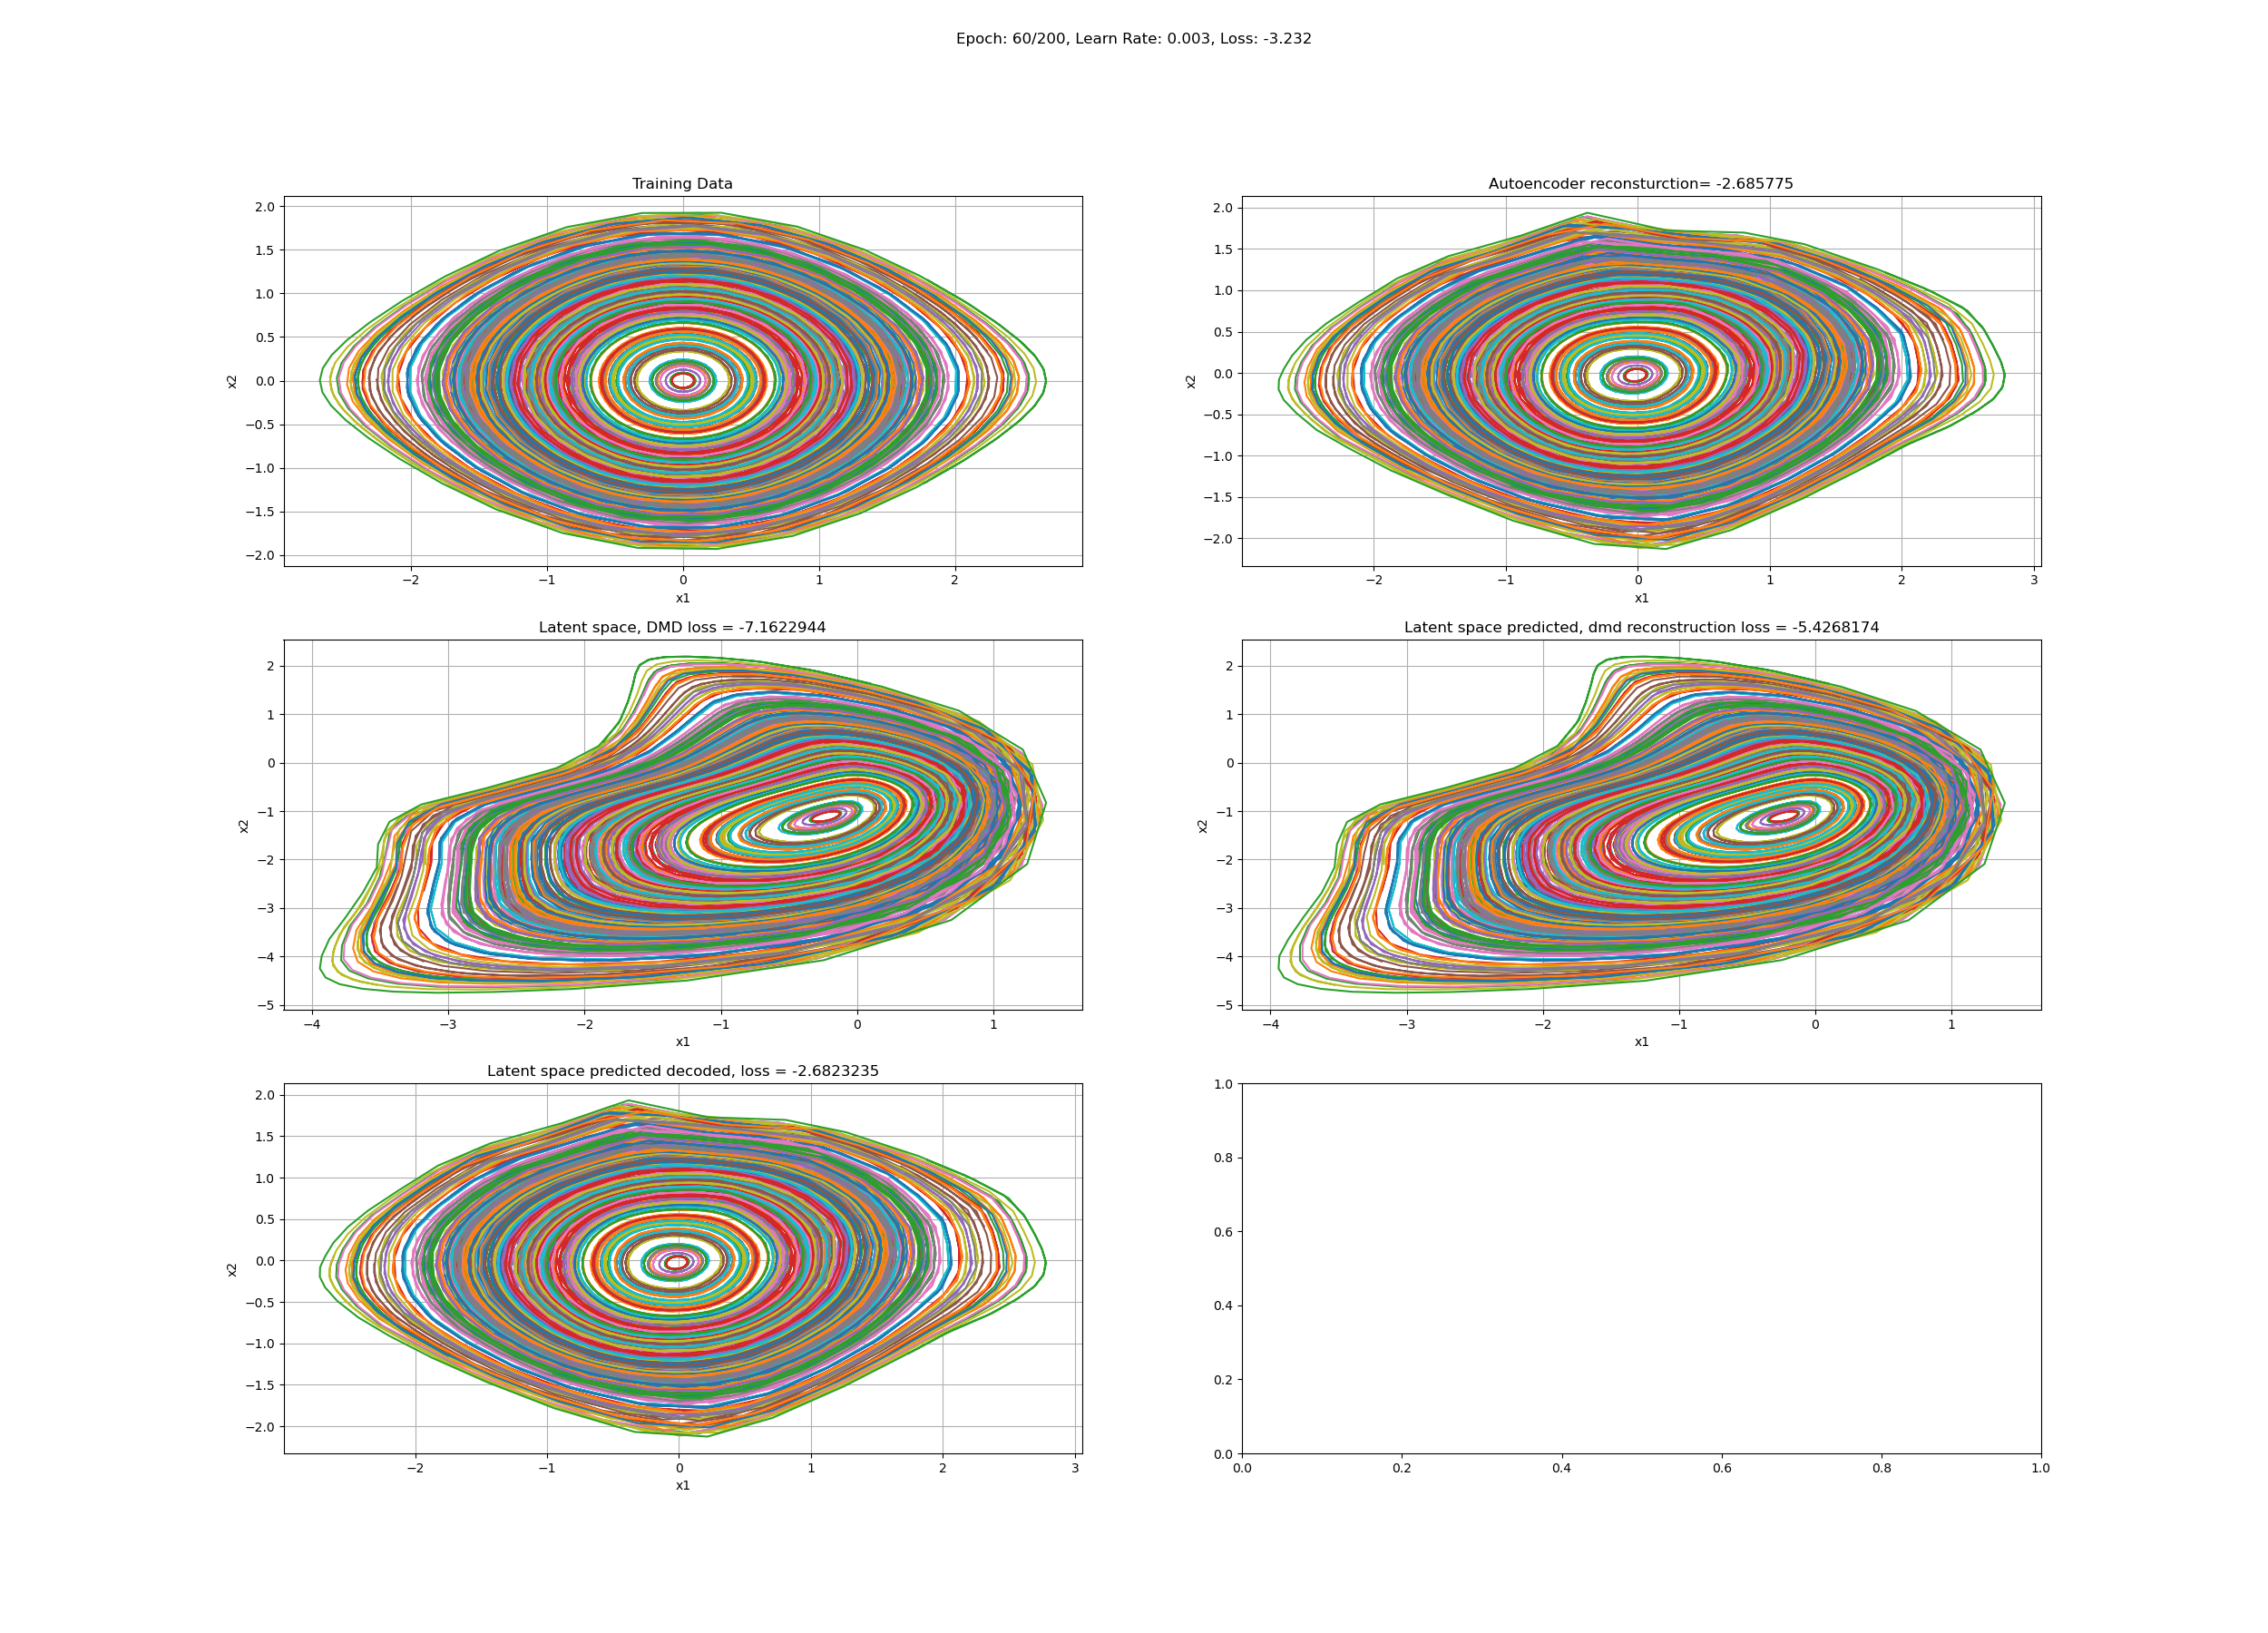 Epoch: 60/200, Learn Rate: 0.003, Loss: -3.232
Training Data
2.0
1.5
1.0
0.5
0.0
−0.5
−1.0
−1.5
−2.0
x2
−2 −1 0 1 2
x1
Autoencoder reconsturction= -2.685775
2.0
1.5
1.0
0.5
0.0
−0.5
−1.0
−1.5
−2.0
x2
−2 −1 0 1 2 3
x1
Latent space, DMD loss = -7.1622944
2
1
0
−1
−2
−3
−4
−5
x2
−4 −3 −2 −1 0 1
x1
Latent space predicted, dmd reconstruction loss = -5.4268174
2
1
0
−1
−2
−3
−4
−5
x2
−4 −3 −2 −1 0 1
x1
Latent space predicted decoded, loss = -2.6823235
2.0
1.5
1.0
0.5
0.0
−0.5
−1.0
−1.5
−2.0
x2
−2 −1 0 1 2 3
x1
1.0
0.8
0.6
0.4
0.2
0.0
0.0 0.2 0.4 0.6 0.8 1.0